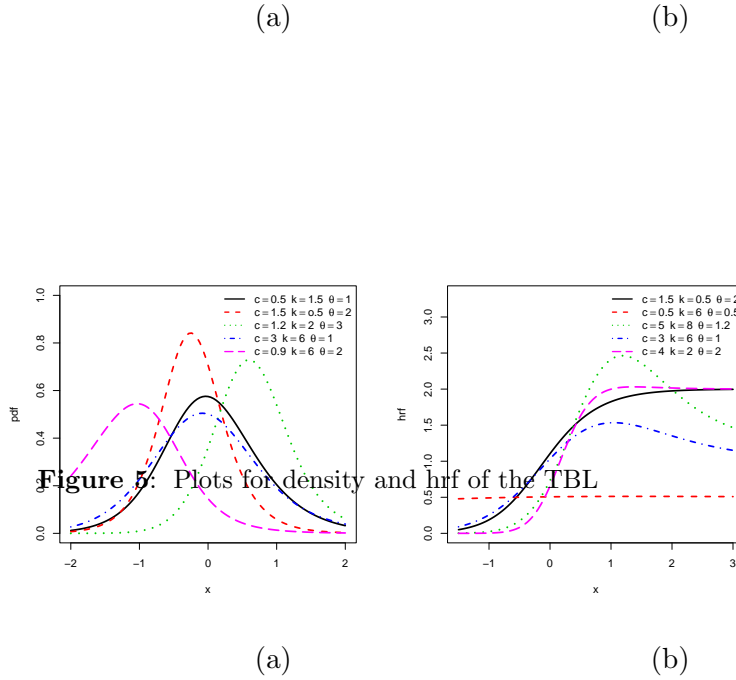 (a) (b)
c=0.5 k=1.5 θ=1
c=1.5 k=o.5 θ=2
c=1.2 k=2 θ=3
c=3 k=6 θ=1
c=0.9 k=6 θ=2
pdf
0.0 0.2 0.4 0.6 0.8 1.0
−2 −1 0 1 2
x
c=1.5 k=0.5 θ=2
c=0.5 k=6 θ=0.5
c=5 k=8 θ=1.2
c=3 k=6 θ=1
c=4 k=2 θ=2
hrf
0.0 0.5 1.0 1.5 2.0 3.0
−1 0 1 2 3
x
Figure 5: Plots for density and hrf of the TBL
(a) (b)